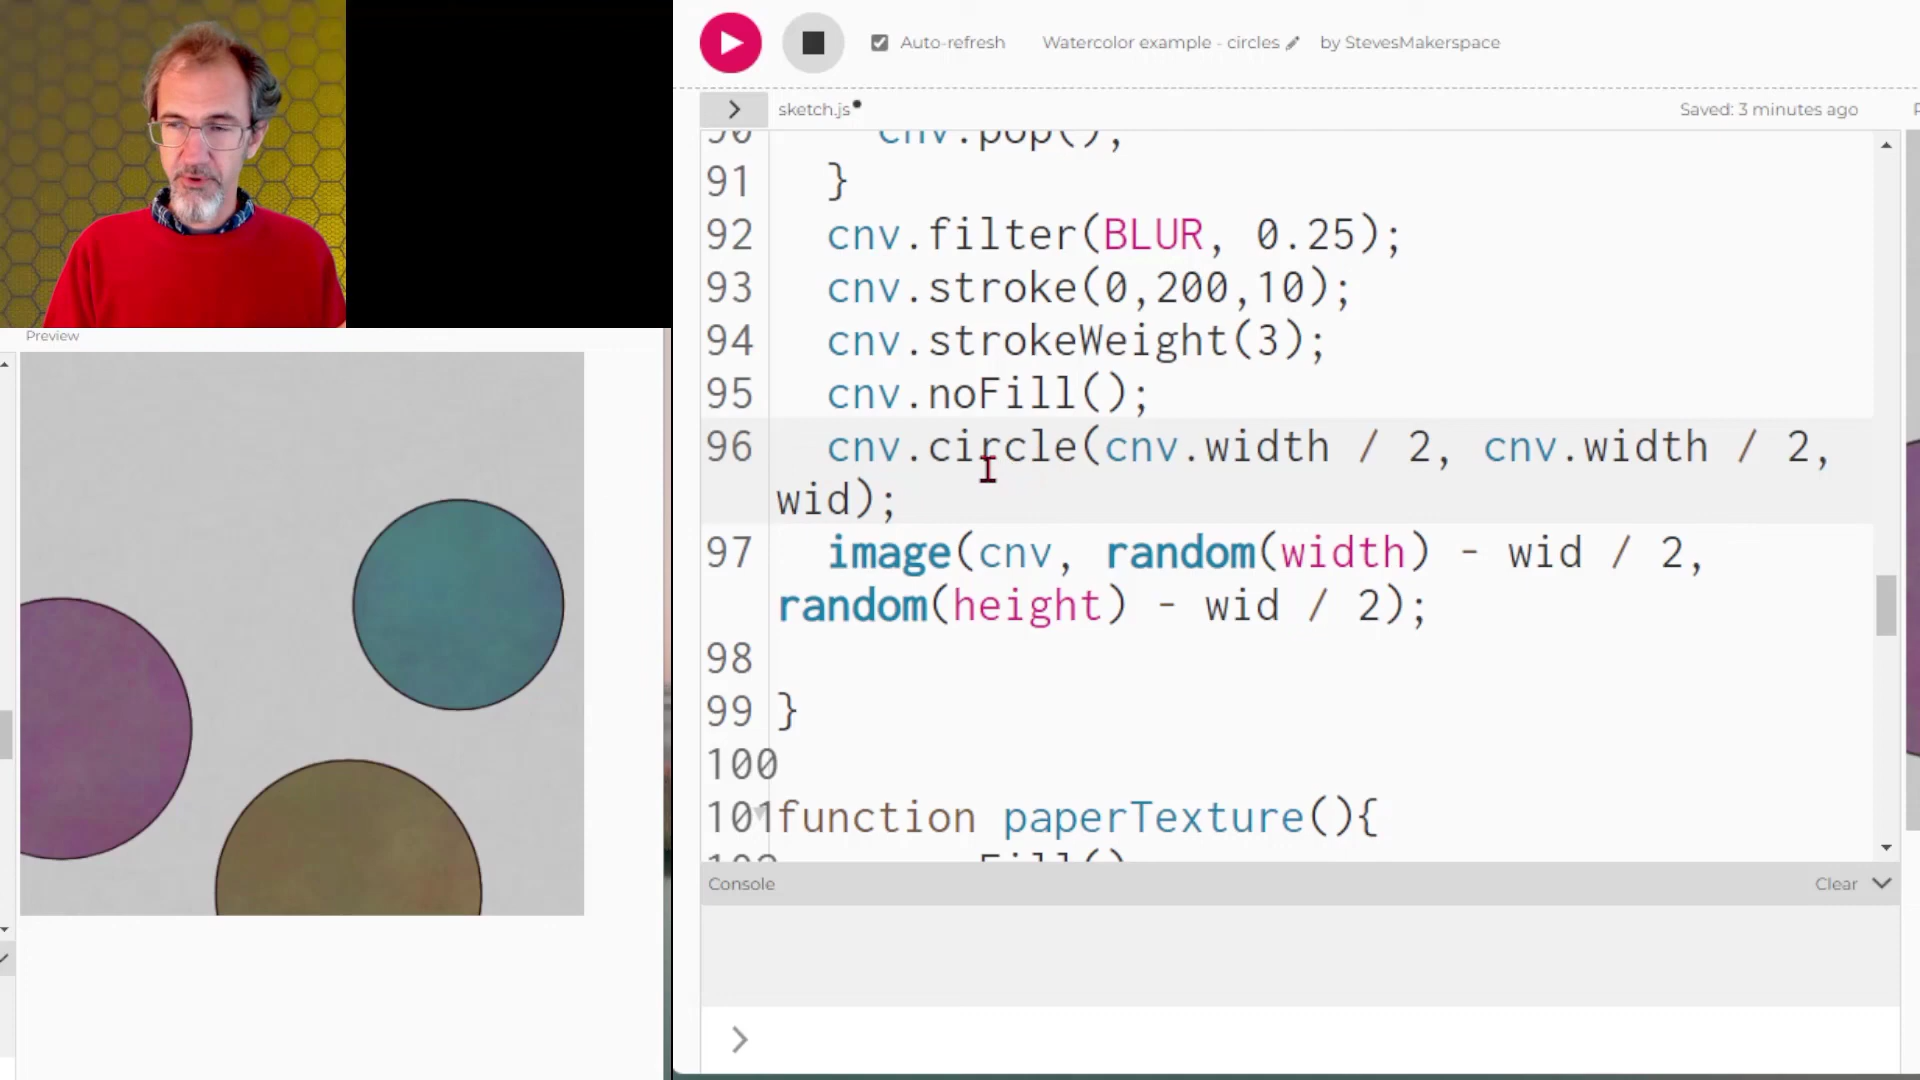 Auto-refresh
Watercolor example - circles
by StevesMakerspace
sketch.js
Saved: 3 minutes ago
90 cnv.pop();
91 }
92 cnv.filter(BLUR, 0.25);
93 cnv.stroke(0,200,10);
94 cnv.strokeWeight(3);
95 cnv.noFill();
96 cnv.circle(cnv.width / 2, cnv.width / 2,
wid);
97 image(cnv, random(width) - wid / 2,
random(height) - wid / 2);
98
99 }
100
101 function paperTexture(){
Console
Clear
Preview